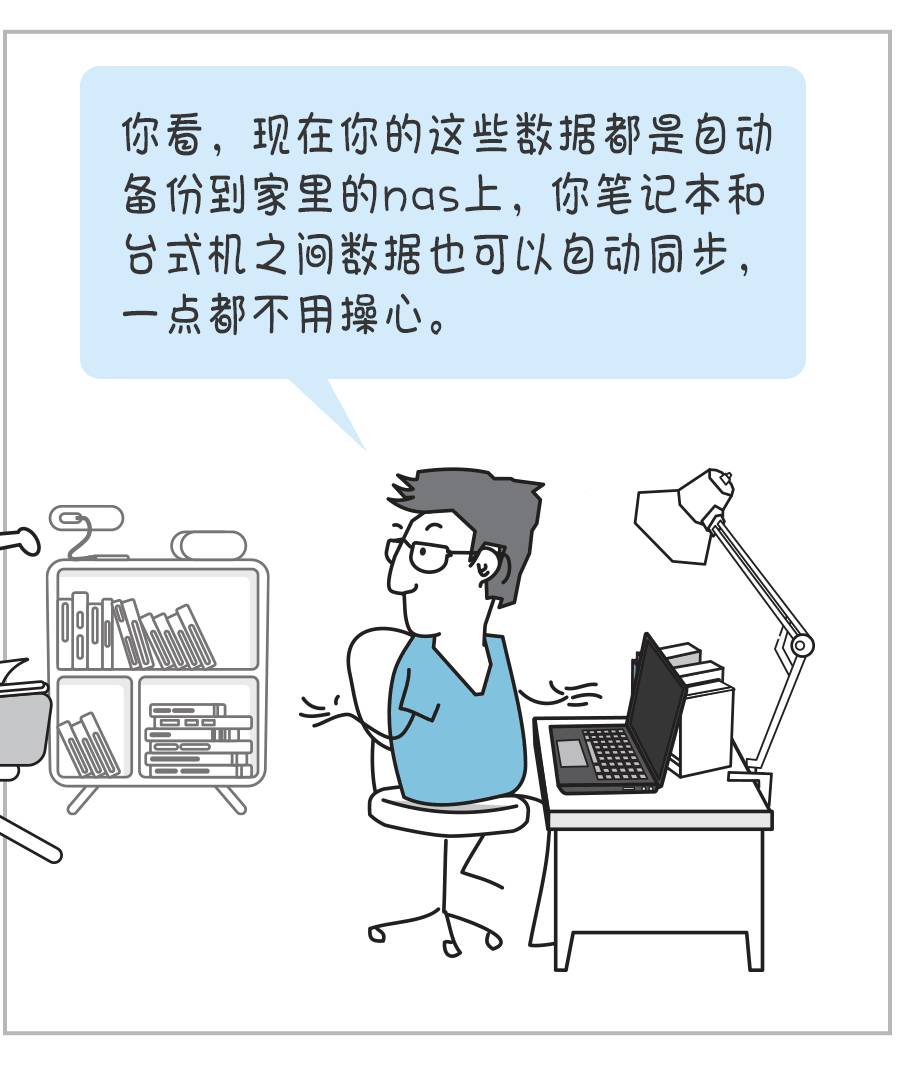 你看，现在你的这些数据都是自动
备份到家里的nas上，你笔记本和
台式机之间数据也可以自动同步，
一点都不用操心。